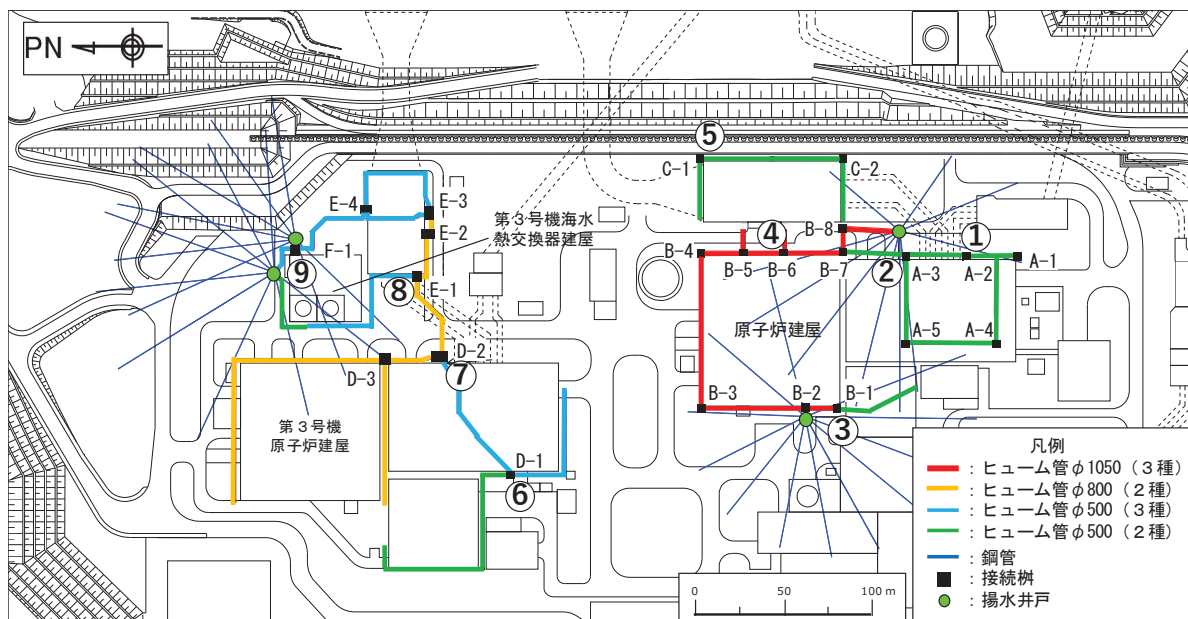 PN
⑤
C-1
C-2
E-4
E-3
E-2
第3号機海水
熱交換器建屋
F-1
⑨
⑧
E-1
④
B-8
B-4
B-5
B-6
B-7
①
②
A-3
A-2
A-1
原子炉建屋
A-5
A-4
D-2
⑦
D-3
B-3
B-2
B-1
③
第3号機
原子炉建屋
D-1
⑥
凡例
：ヒューム管φ1050（3種）
：ヒューム管φ800（2種）
：ヒューム管φ500（3種）
：ヒューム管φ500（2種）
：鋼管
：接続桝
：揚水井戸
0 50 100 m